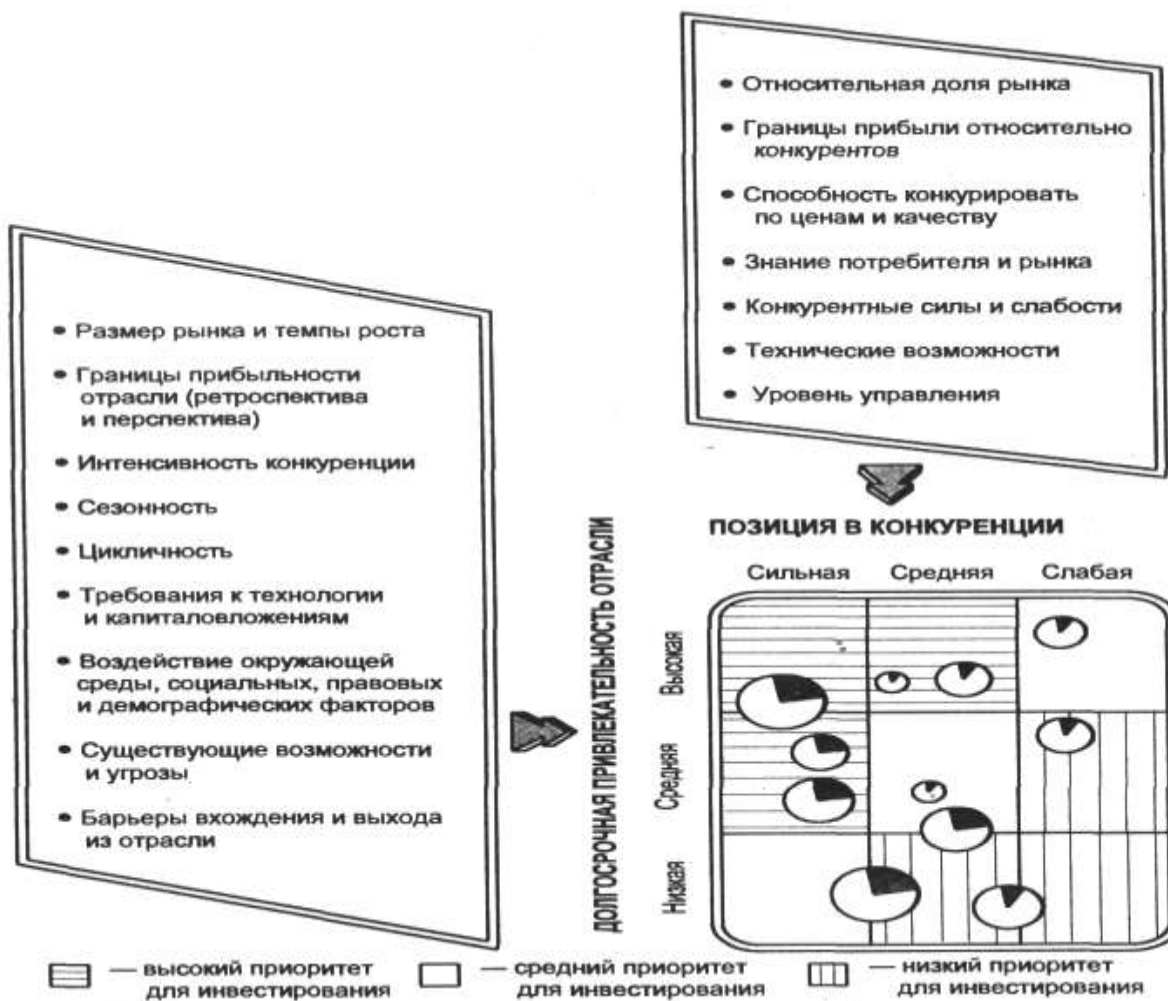 • Относительная доля рынка
• Границы прибыли относительно
конкурентов
• Способность конкурировать
по ценам и качеству
• Знание потребителя и рынка
• Конкурентные силы и слабости
• Технические возможности
• Уровень управления
• Размер рынка и темпы роста
• Границы прибыльности
отрасли (ретроспектива
и перспектива)
• Интенсивность конкуренции
• Сезонность
• Цикличность
• Требования к технологии
и капиталовложениям
• Воздействие окружающей
среды, социальных, правовых
и демографических факторов
• Существующие возможности
и угрозы
• Барьеры вхождения и выхода
из отрасли
ДОЛГОСРОЧНАЯ ПРИВЛЕКАТЕЛЬНОСТЬ ОТРАСЛИ
ПОЗИЦИЯ В КОНКУРЕНЦИИ
Сильная Средняя Слабая
Высокая
Средняя
Низкая
— высокий приоритет
для инвестирования
— средний приоритет
для инвестирования
— низкий приоритет
для инвестирования